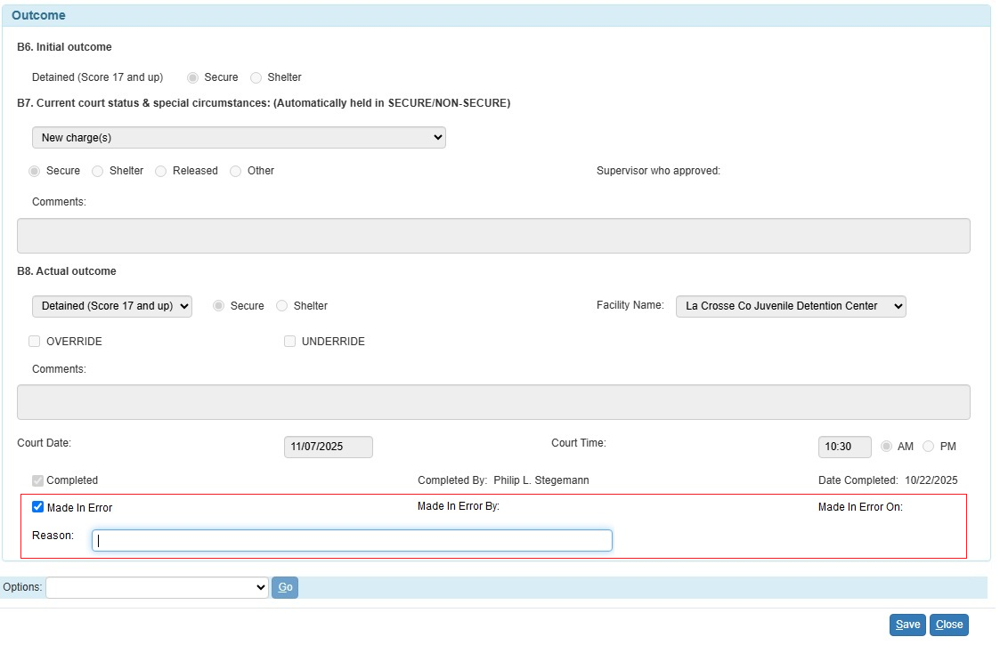 Outcome
B6. Initial outcome
Detained (Score 17 and up) Secure Shelter
B7. Current court status & special circumstances: (Automatically held in SECURE/NON-SECURE)
New charge(s)
Secure Shelter Released Other Supervisor who approved:
Comments:
B8. Actual outcome
Detained (Score 17 and up) Secure Shelter Facility Name: La Crosse Co Juvenile Detention Center
OVERRIDE UNDERRIDE
Comments:
Court Date: 11/07/2025 Court Time: 10:30 AM PM
Completed Completed By: Philip L. Stegemann Date Completed: 10/22/2025
Made In Error Made In Error By: Made In Error On:
Reason:
Options: Go
Save Close